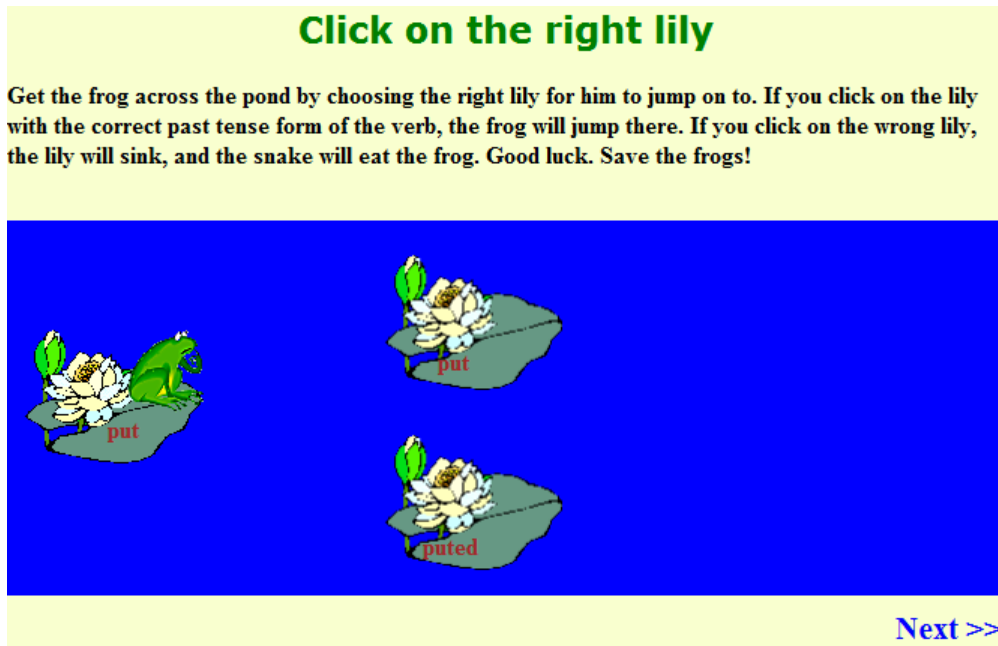 Click on the right lily
Get the frog across the pond by choosing the right lily for him to jump on to. If you click on the lily
with the correct past tense form of the verb, the frog will jump there. If you click on the wrong lily,
the lily will sink, and the snake will eat the frog. Good luck. Save the frogs!
put
put
puted
Next >>